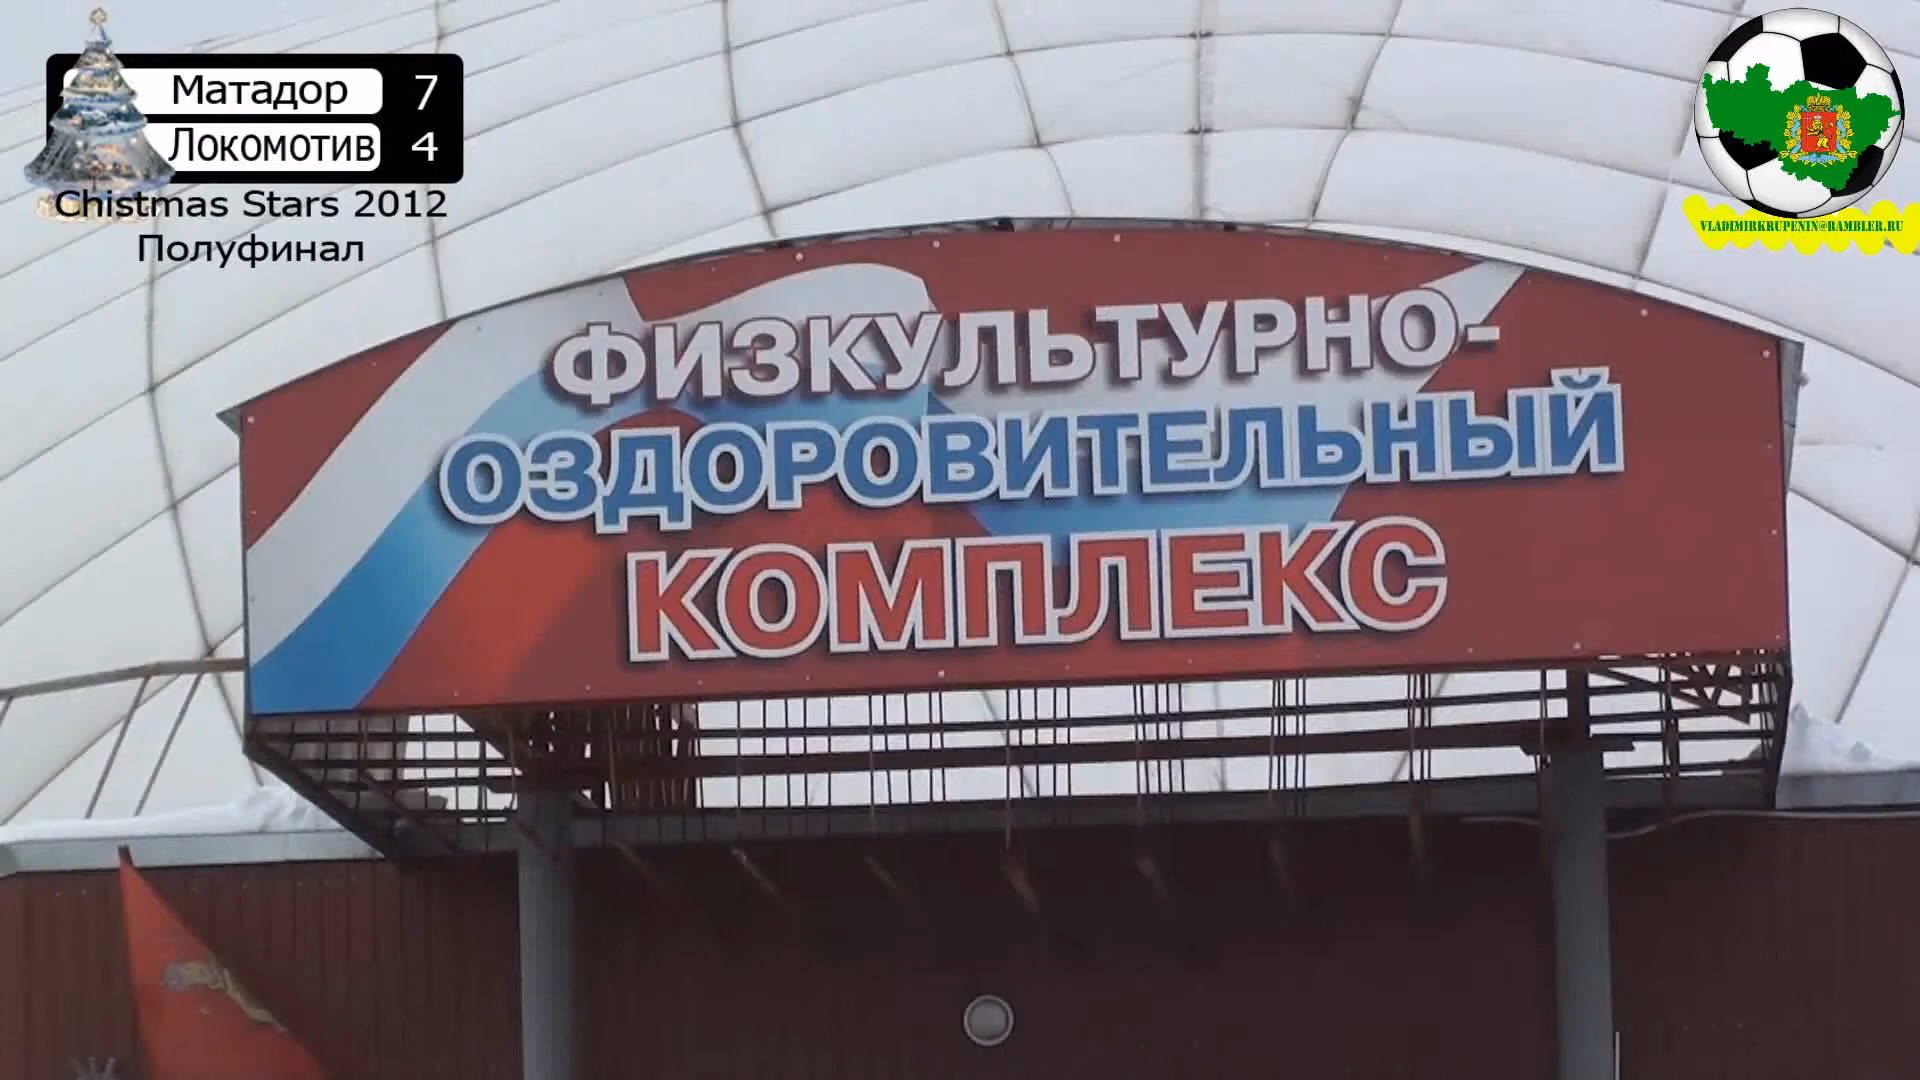 Матадор 7
Локомотив 4
Chistmas Stars 2012
Полуфинал
VLADIMIRKRUPENIN@RAMBLER.RU
ФИЗКУЛЬТУРНО-
ОЗДОРОВИТЕЛЬНЫЙ
КОМПЛЕКС